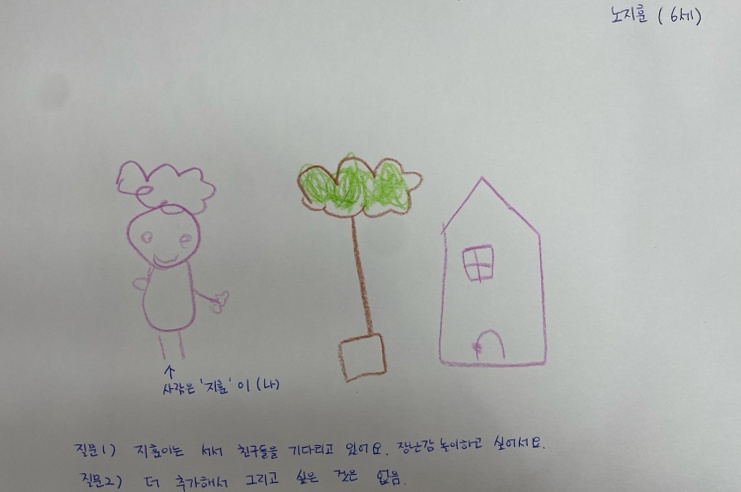 노지훈 (6세)
↑
사람은 '지훈'이 (나)
질문1) 지훈이는 서서 친구들을 기다리고 있어요. 장난감놀이하고 싶어서요.
질문2) 더 추가해서 그리고 싶은 것은 없음.